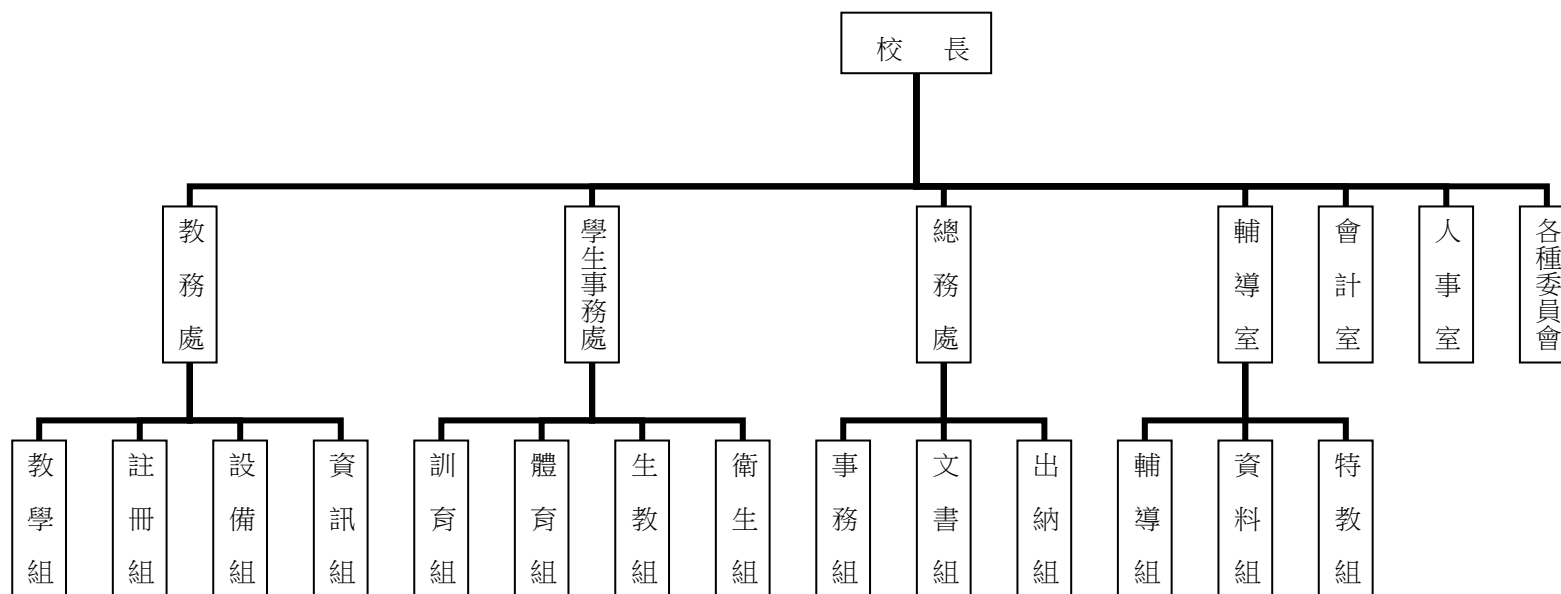 校長
教務處
學生事務處
總務處
輔導室
會計室
人事室
各種委員會
教學組
註冊組
設備組
資訊組
訓育組
體育組
生教組
衛生組
事務組
文書組
出納組
輔導組
資料組
特教組